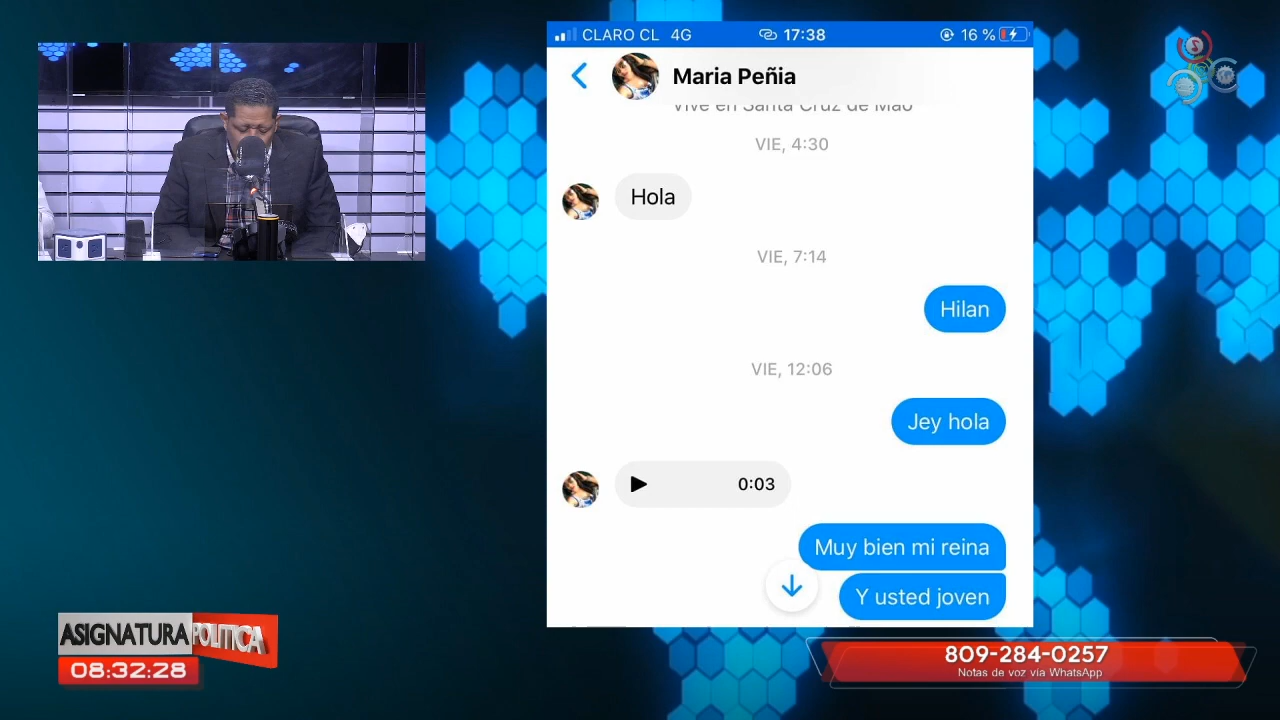 CLARO CL 4G 17:38 16 %
Maria Peñia
Vive en Santa Cruz de Mao
VIE, 4:30
Hola
VIE, 7:14
Hilan
VIE, 12:06
Jey hola
0:03
Muy bien mi reina
Y usted joven
ASIGNATURA POLITICA
08:32:28
809-284-0257
Notas de voz via WhatsApp